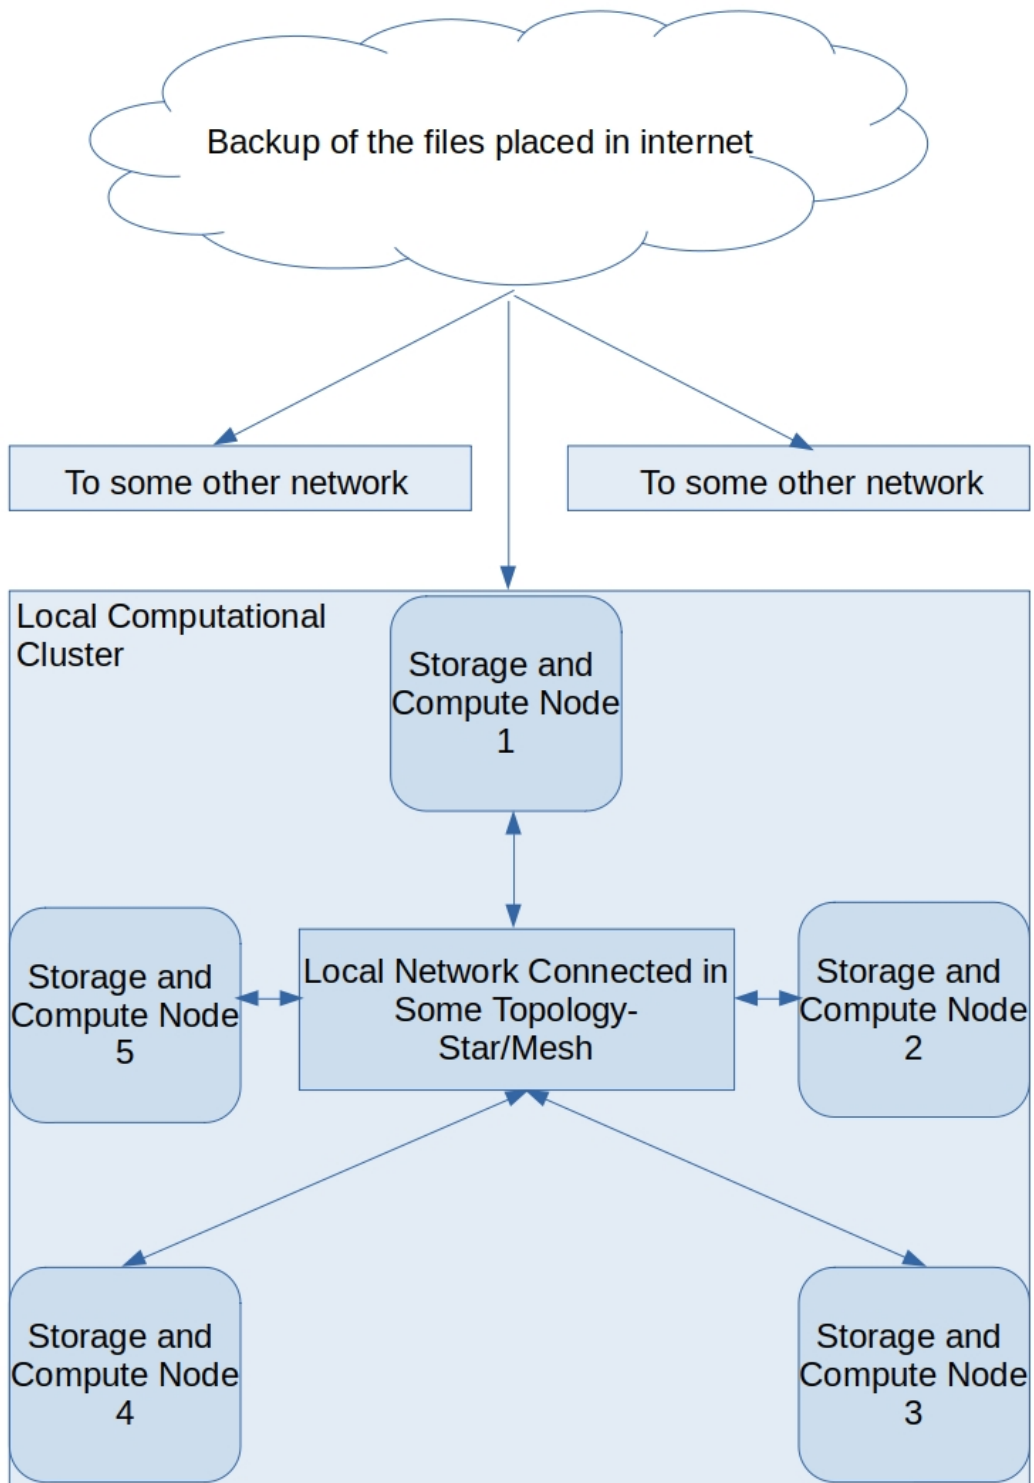 Backup of the files placed in internet
To some other network
To some other network
Local Computational
Cluster
Storage and
Compute Node
1
Storage and
Compute Node
5
Local Network Connected in
Some Topology-
Star/Mesh
Storage and
Compute Node
2
Storage and
Compute Node
4
Storage and
Compute Node
3